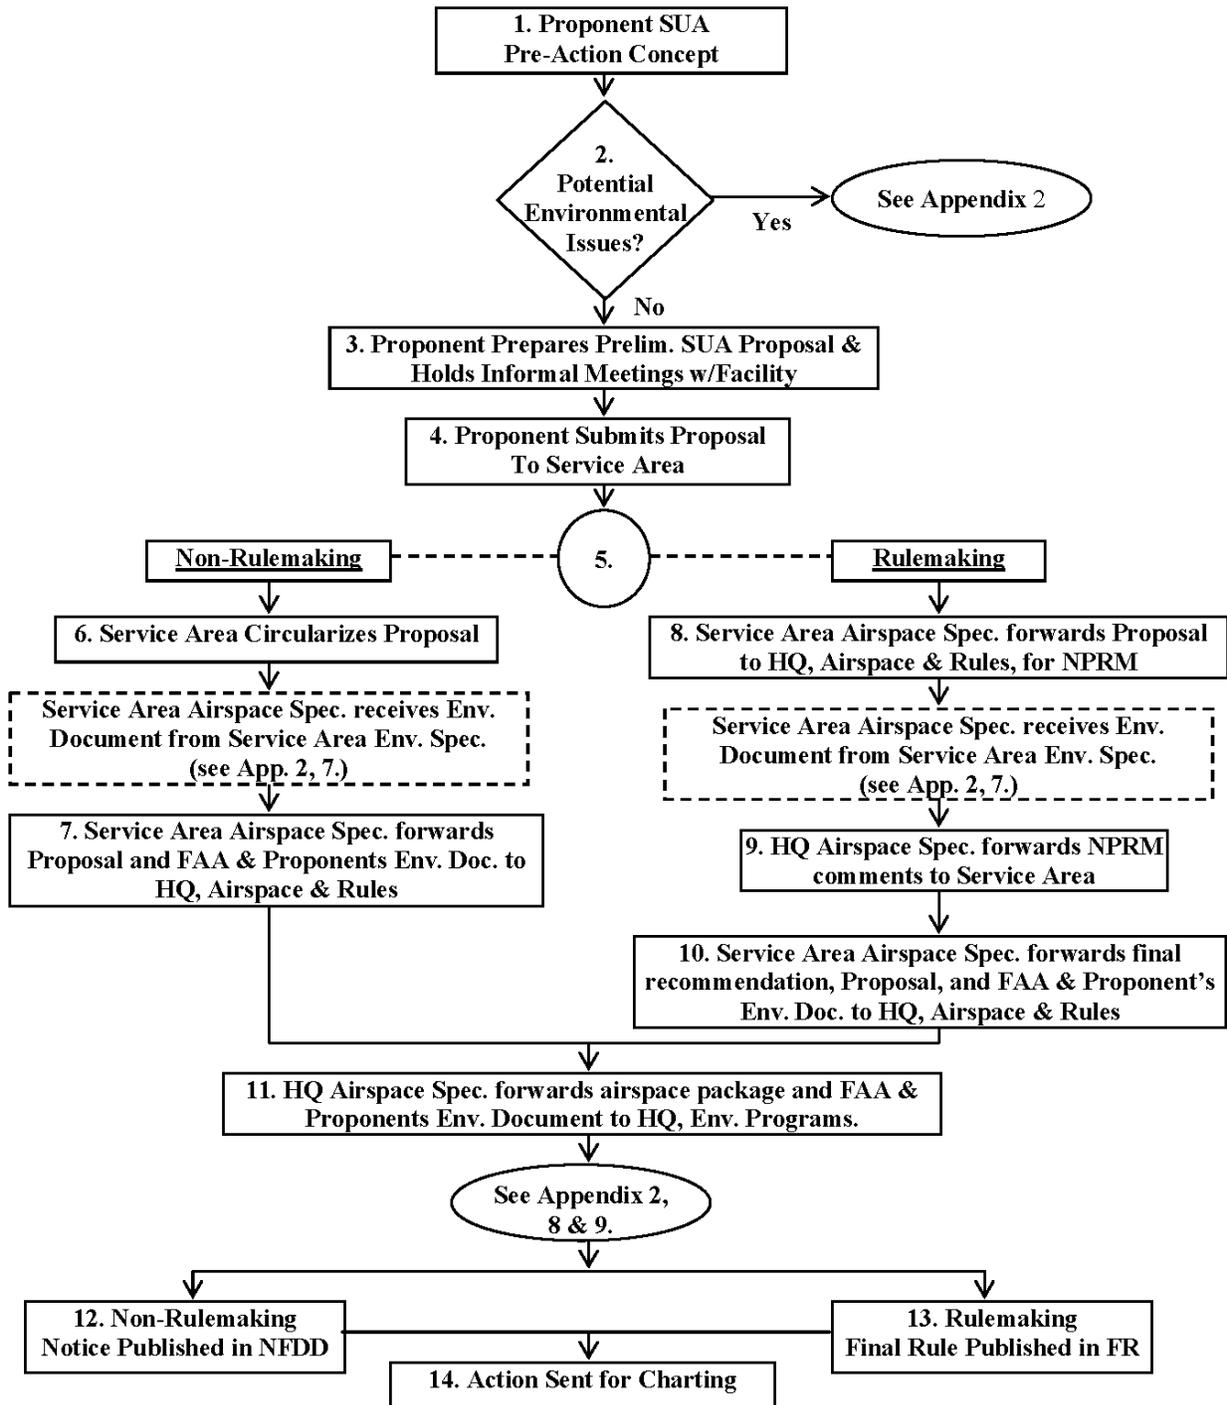 1. Proponent SUA
Pre-Action Concept
2.
Potential
Environmental
Issues?
Yes
See Appendix 2
No
3. Proponent Prepares Prelim. SUA Proposal &
Holds Informal Meetings w/Facility
4. Proponent Submits Proposal
To Service Area
5.
Non-Rulemaking
6. Service Area Circularizes Proposal
Service Area Airspace Spec. receives Env.
Document from Service Area Env. Spec.
(see App. 2, 7.)
7. Service Area Airspace Spec. forwards
Proposal and FAA & Proponents Env. Doc. to
HQ, Airspace & Rules
Rulemaking
8. Service Area Airspace Spec. forwards Proposal
to HQ, Airspace & Rules, for NPRM
Service Area Airspace Spec. receives Env.
Document from Service Area Env. Spec.
(see App. 2, 7.)
9. HQ Airspace Spec. forwards NPRM
comments to Service Area
10. Service Area Airspace Spec. forwards final
recommendation, Proposal, and FAA & Proponent’s
Env. Doc. to HQ, Airspace & Rules
11. HQ Airspace Spec. forwards airspace package and FAA &
Proponents Env. Document to HQ, Env. Programs.
See Appendix 2,
8 & 9.
12. Non-Rulemaking
Notice Published in NFDD
13. Rulemaking
Final Rule Published in FR
14. Action Sent for Charting